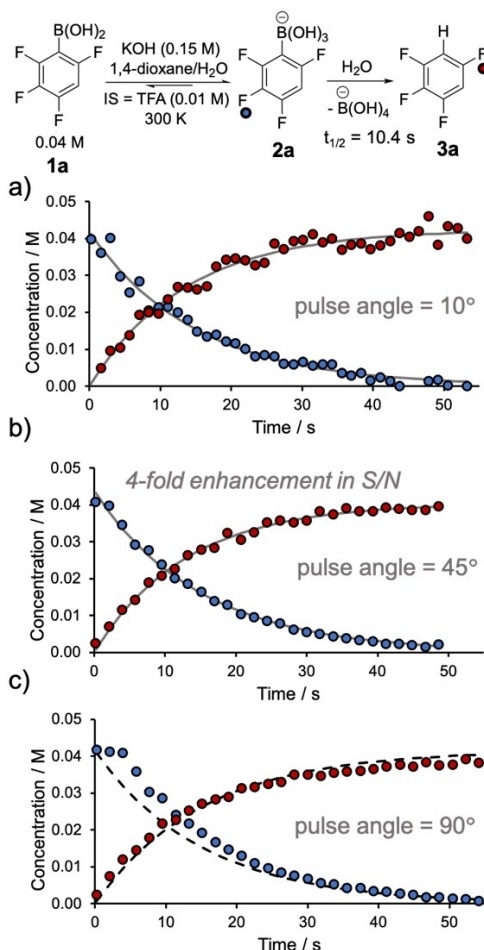 B(OH)₂
F
F
F
F
0.04 M
1a
KOH (0.15 M)
1,4-dioxane/H₂O
IS = TFA (0.01 M)
300 K
⊖
B(OH)₃
F
F
F
F
2a
H₂O
⊖
- B(OH)₄
t1/2 = 10.4 s
H
F
F
F
F
3a
a)
Concentration / M
0.05
0.04
0.03
0.02
0.01
0.00
pulse angle = 10°
0 10 20 30 40 50
Time / s
b)
Concentration / M
0.05
0.04
0.03
0.02
0.01
0.00
4-fold enhancement in S/N
pulse angle = 45°
0 10 20 30 40 50
Time / s
c)
Concentration / M
0.05
0.04
0.03
0.02
0.01
0.00
pulse angle = 90°
0 10 20 30 40 50
Time / s